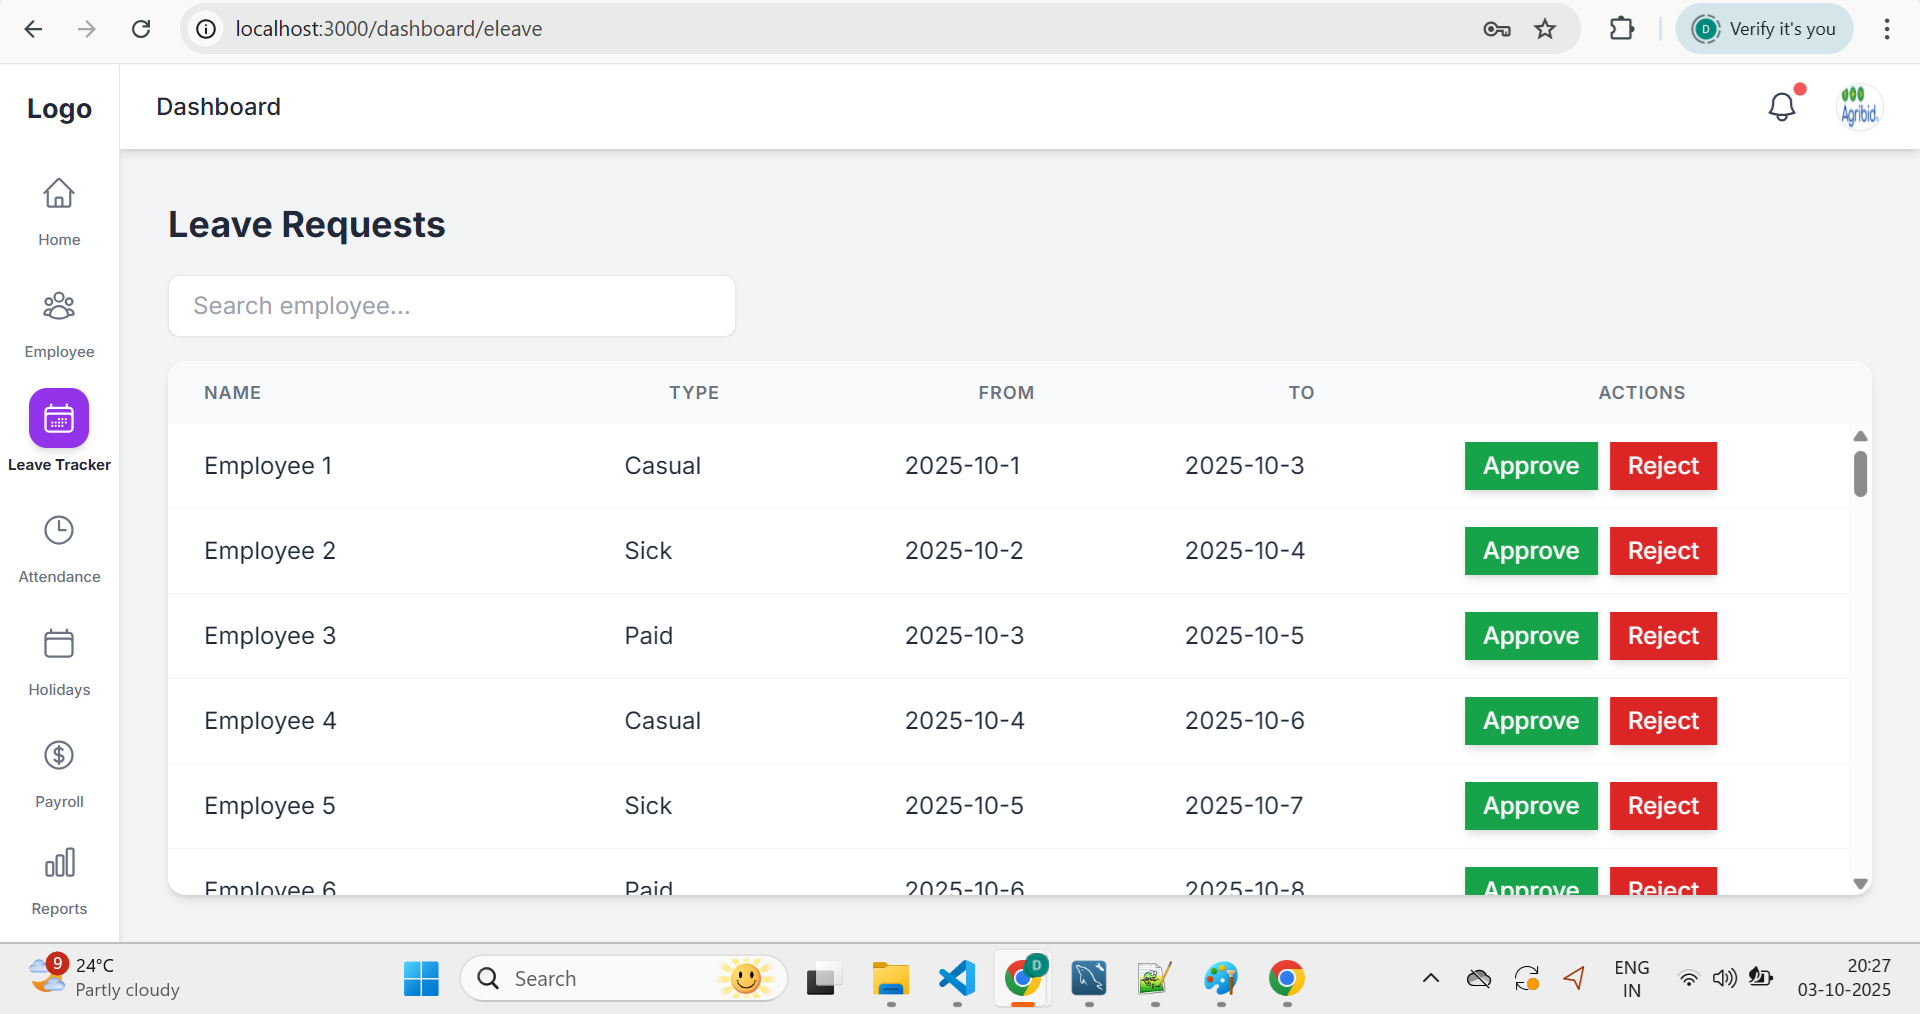 localhost:3000/dashboard/eleave
D Verify it's you
Logo
Dashboard
Agribid
Home
Employee
Leave Tracker
Attendance
Holidays
Payroll
Reports
Leave Requests
Search employee...
NAME TYPE FROM TO ACTIONS
Employee 1 Casual 2025-10-1 2025-10-3 Approve Reject
Employee 2 Sick 2025-10-2 2025-10-4 Approve Reject
Employee 3 Paid 2025-10-3 2025-10-5 Approve Reject
Employee 4 Casual 2025-10-4 2025-10-6 Approve Reject
Employee 5 Sick 2025-10-5 2025-10-7 Approve Reject
Employee 6 Paid 2025-10-6 2025-10-8 Approve Reject
9 24°C
Partly cloudy
Search
D
ENG
IN
20:27
03-10-2025